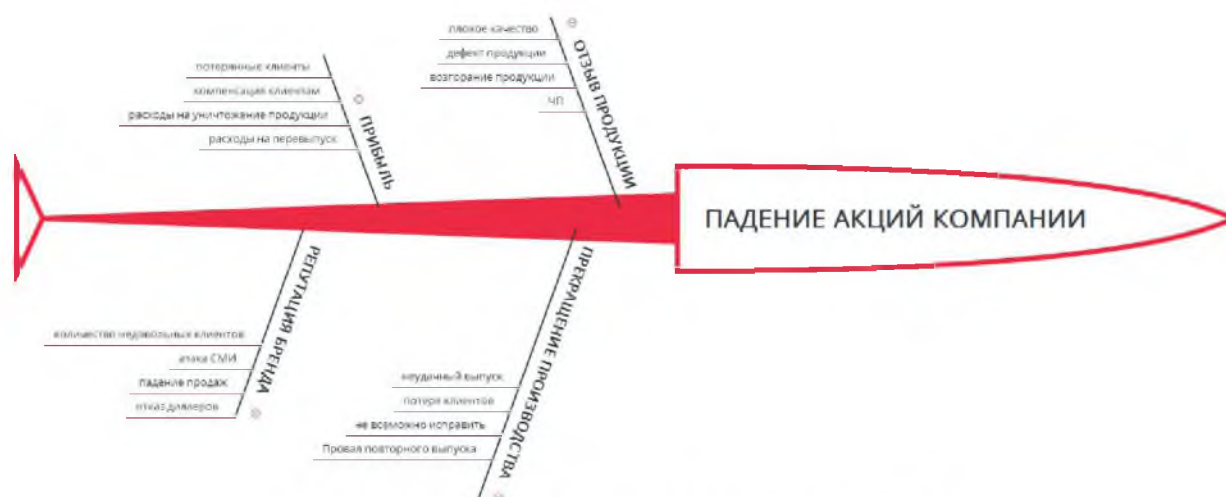 плохое качество
дефект продукции
возгорание продукции
ЧП
ОТЗЫВ ПРОДУКЦИИ
потерянные клиенты
компенсация клиентам
расходы на уничтожение продукции
расходы на перевыпуск
ПРИБЫЛЬ
ПАДЕНИЕ АКЦИЙ КОМПАНИИ
РЕПУТАЦИЯ БРЕНДА
количество недовольных клиентов
атака СМИ
падение продаж
отказ диллеров
ПРЕКРАЩЕНИЕ ПРОИЗВОДСТВА
неудачный выпуск
потеря клиентов
не возможно исправить
Провал повторного выпуска